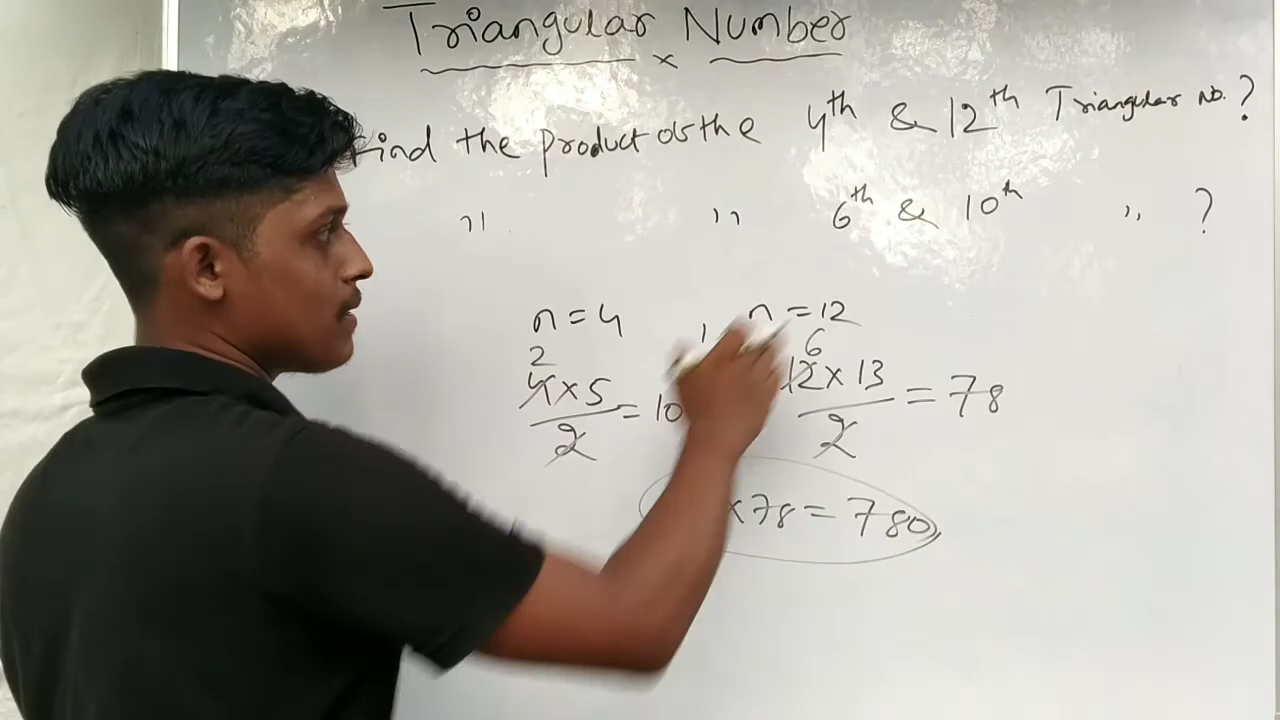 Triangular × Number
find the product of the 4th & 12th Triangular no. ?
" " 6th & 10th " ?
n = 4 n = 12
2 6
4 x 5 12 x 13
= 10 = 78
2 2
x 78 = 780